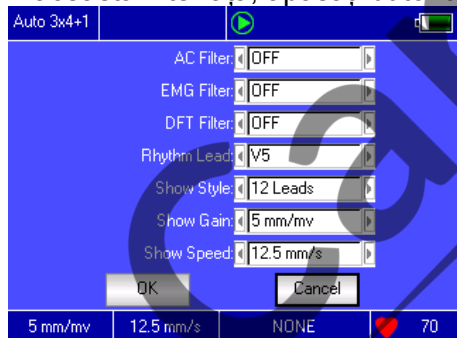 Auto 3x4+1
AC Filter: OFF
EMG Filter: OFF
DFT Filter: OFF
Rhythm Lead: V5
Show Style: 12 Leads
Show Gain: 5 mm/mv
Show Speed: 12.5 mm/s
OK Cancel
5 mm/mv 12.5 mm/s NONE 70